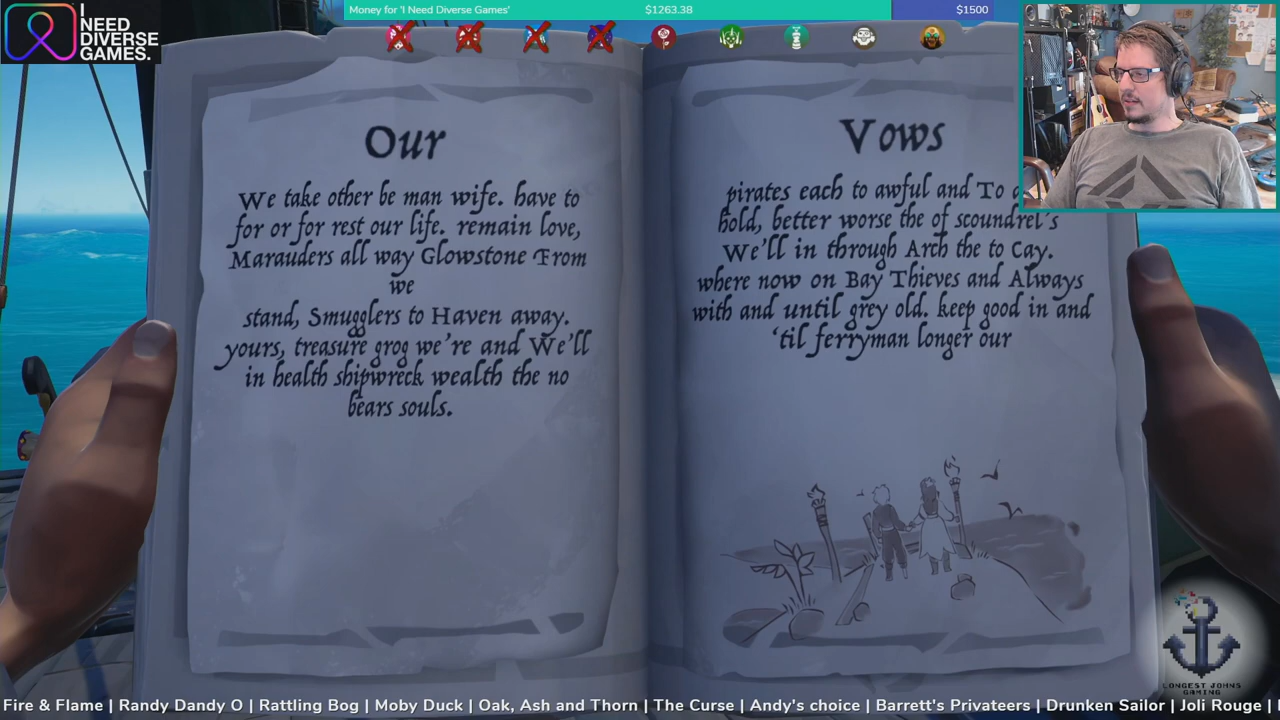 I
NEED
DIVERSE
GAMES.
Money for 'I Need Diverse Games'
$1263.38
$1500
Our
We take other be man wife. have to
for or for rest our life. remain love,
Marauders all way Glowstone From
we
stand, Smugglers to Haven away.
yours, treasure grog we're and We'll
in health shipwreck wealth the no
bears souls.
Vows
pirates each to awful and To
hold, better worse the of scoundrel's
We'll in through Arch the to Cay.
where now on Bay Thieves and Always
with and until grey old. keep good in and
'til ferryman longer our
LONGEST JOHNS
GAMING
Fire & Flame | Randy Dandy O | Rattling Bog | Moby Duck | Oak, Ash and Thorn | The Curse | Andy's choice | Barrett's Privateers | Drunken Sailor | Joli Rouge |